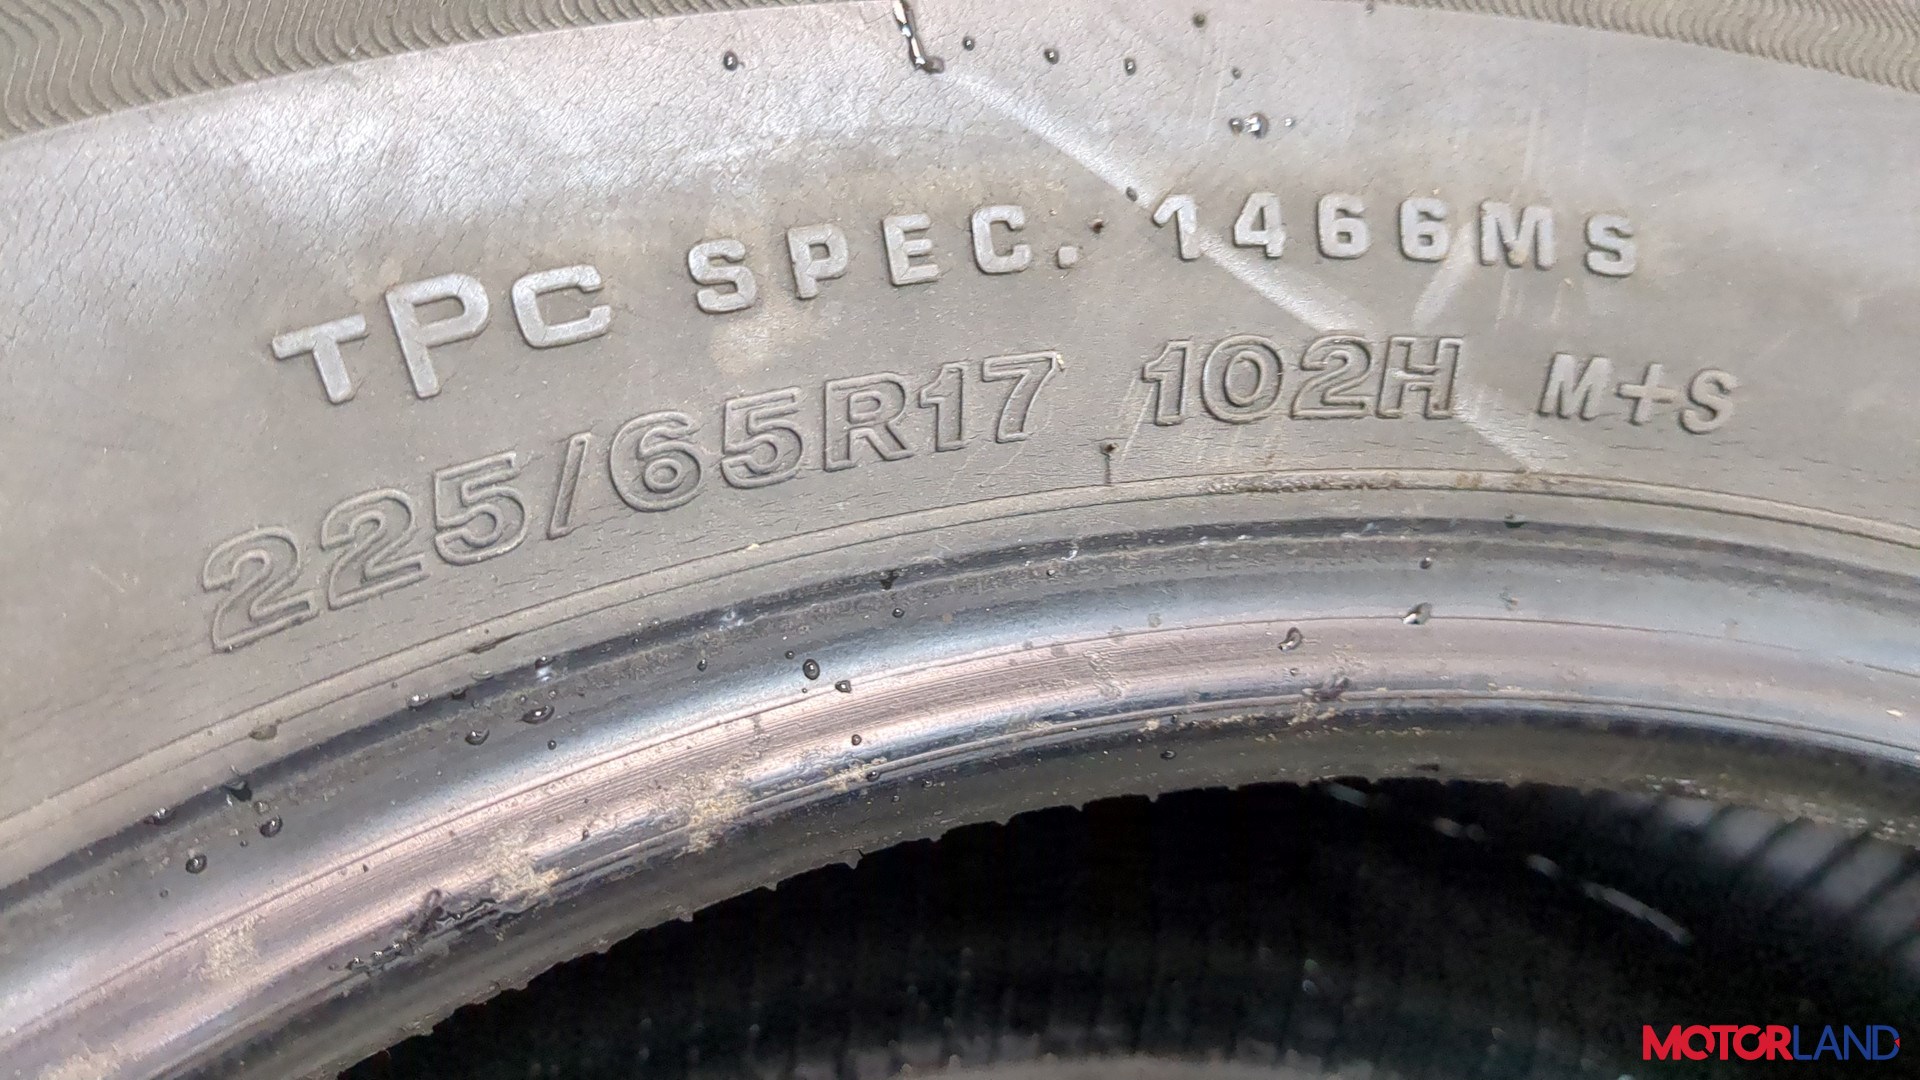 TPC SPEC. 1466MS
225/65R17 102H M+S
MOTORLAND